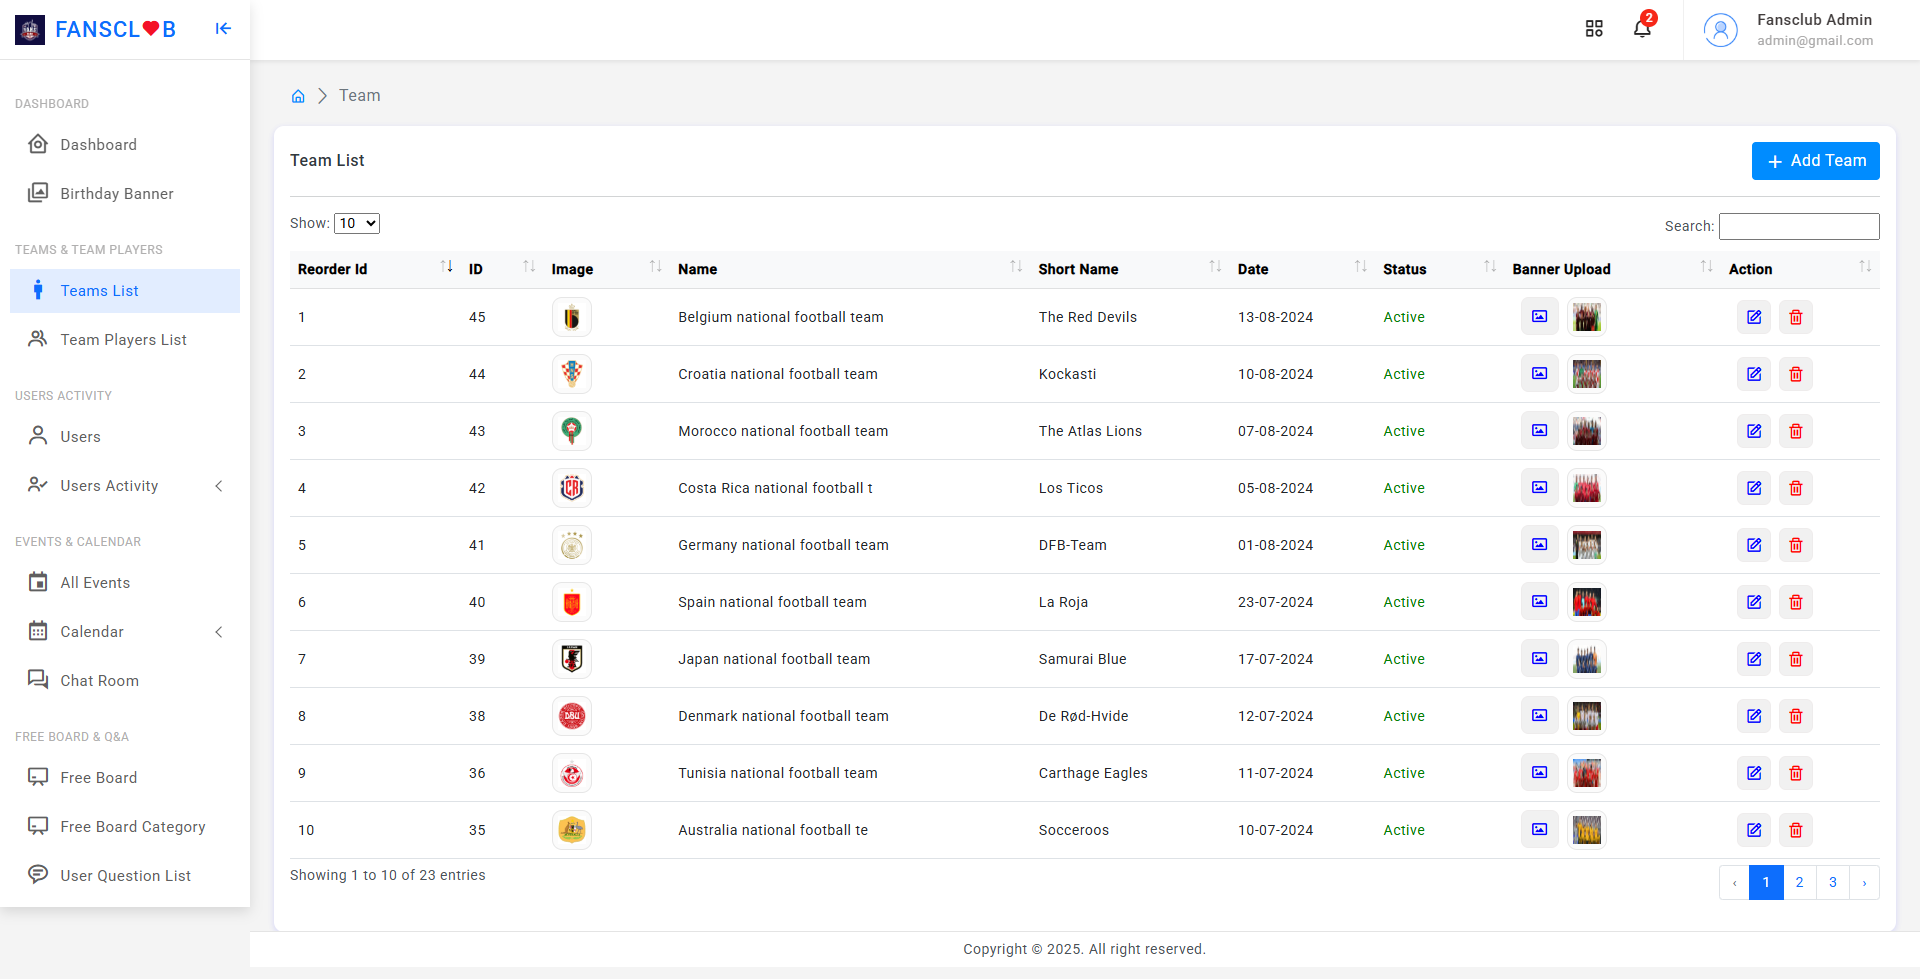 FANSCL❤B
2
Fansclub Admin
admin@gmail.com
DASHBOARD
Dashboard
Birthday Banner
TEAMS & TEAM PLAYERS
Teams List
Team Players List
USERS ACTIVITY
Users
Users Activity
EVENTS & CALENDAR
All Events
Calendar
Chat Room
FREE BOARD & Q&A
Free Board
Free Board Category
User Question List
Team
Team List
+ Add Team
Show: 10
Search:
Reorder Id ID Image Name Short Name Date Status Banner Upload Action
1 45 Belgium national football team The Red Devils 13-08-2024 Active
2 44 Croatia national football team Kockasti 10-08-2024 Active
3 43 Morocco national football team The Atlas Lions 07-08-2024 Active
4 42 Costa Rica national football t Los Ticos 05-08-2024 Active
5 41 Germany national football team DFB-Team 01-08-2024 Active
6 40 Spain national football team La Roja 23-07-2024 Active
7 39 Japan national football team Samurai Blue 17-07-2024 Active
8 38 DBU Denmark national football team De Rød-Hvide 12-07-2024 Active
9 36 Tunisia national football team Carthage Eagles 11-07-2024 Active
10 35 Australia national football te Socceroos 10-07-2024 Active
Showing 1 to 10 of 23 entries
‹ 1 2 3 ›
Copyright © 2025. All right reserved.